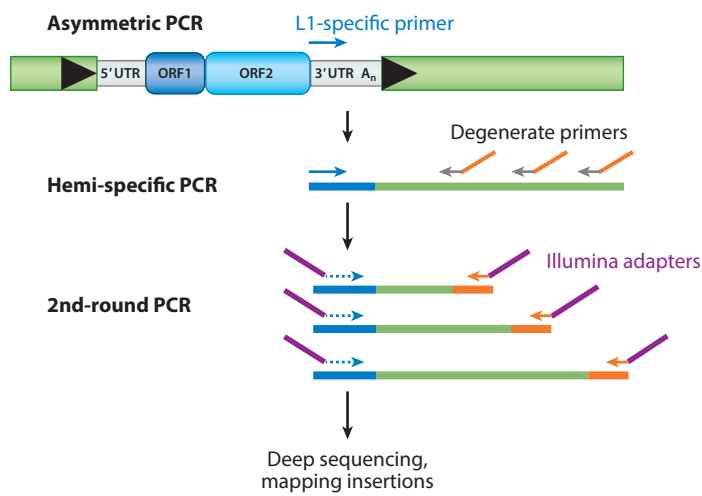 Asymmetric PCR
L1-specific primer
5′ UTR ORF1 ORF2 3′ UTR An
Degenerate primers
Hemi-specific PCR
Illumina adapters
2nd-round PCR
Deep sequencing,
mapping insertions